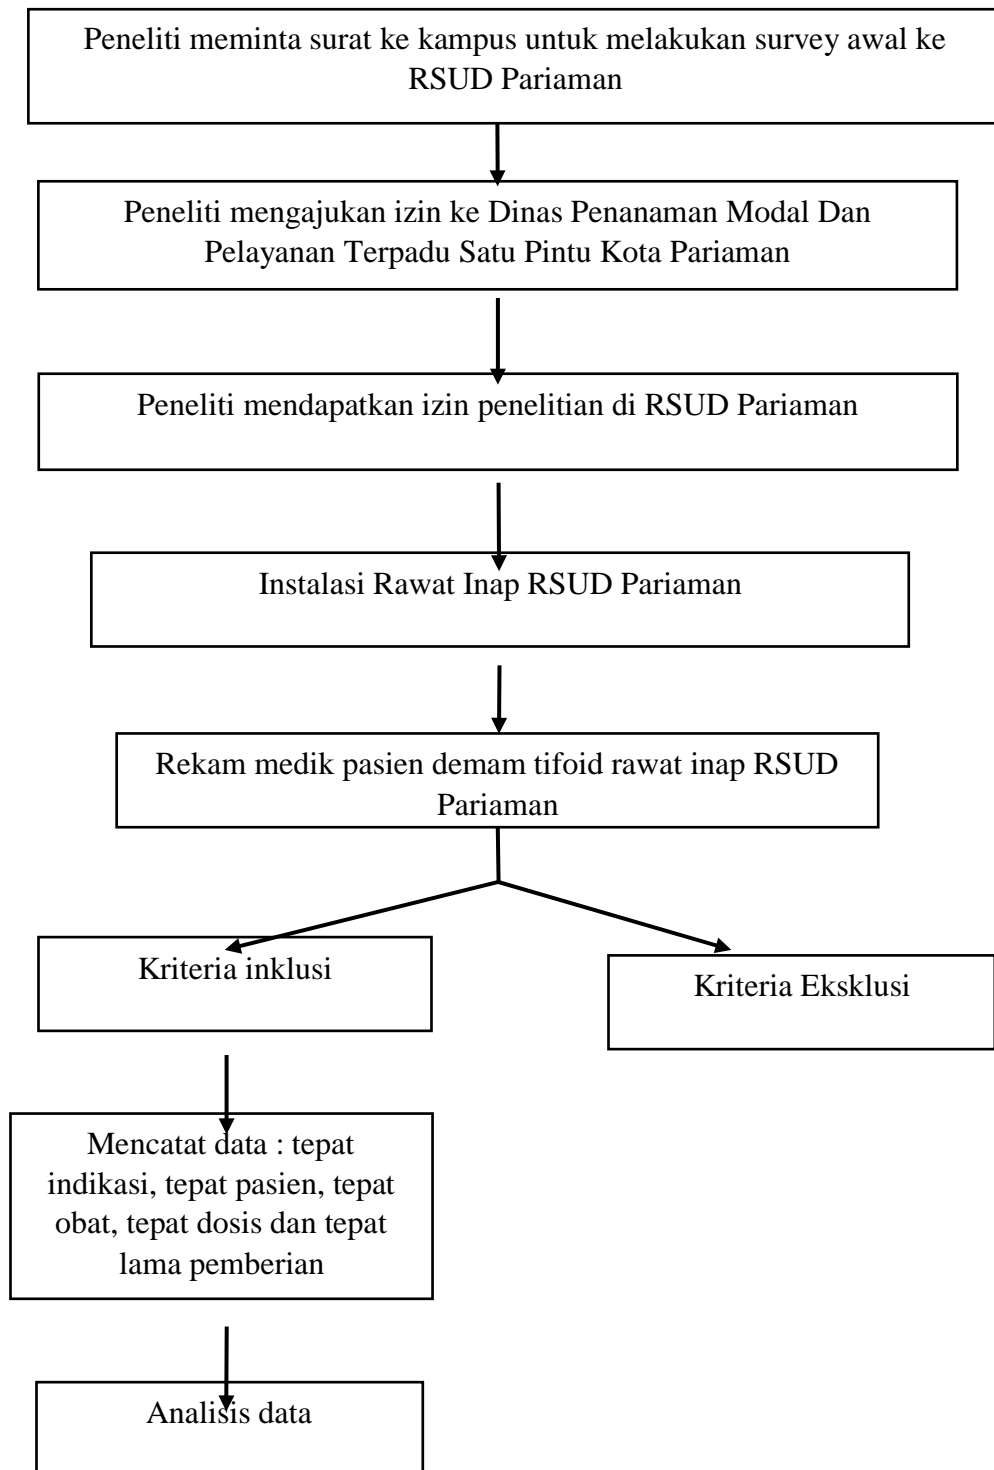 Peneliti meminta surat ke kampus untuk melakukan survey awal ke
RSUD Pariaman
Peneliti mengajukan izin ke Dinas Penanaman Modal Dan
Pelayanan Terpadu Satu Pintu Kota Pariaman
Peneliti mendapatkan izin penelitian di RSUD Pariaman
Instalasi Rawat Inap RSUD Pariaman
Rekam medik pasien demam tifoid rawat inap RSUD
Pariaman
Kriteria inklusi
Kriteria Eksklusi
Mencatat data : tepat
indikasi, tepat pasien, tepat
obat, tepat dosis dan tepat
lama pemberian
Analisis data